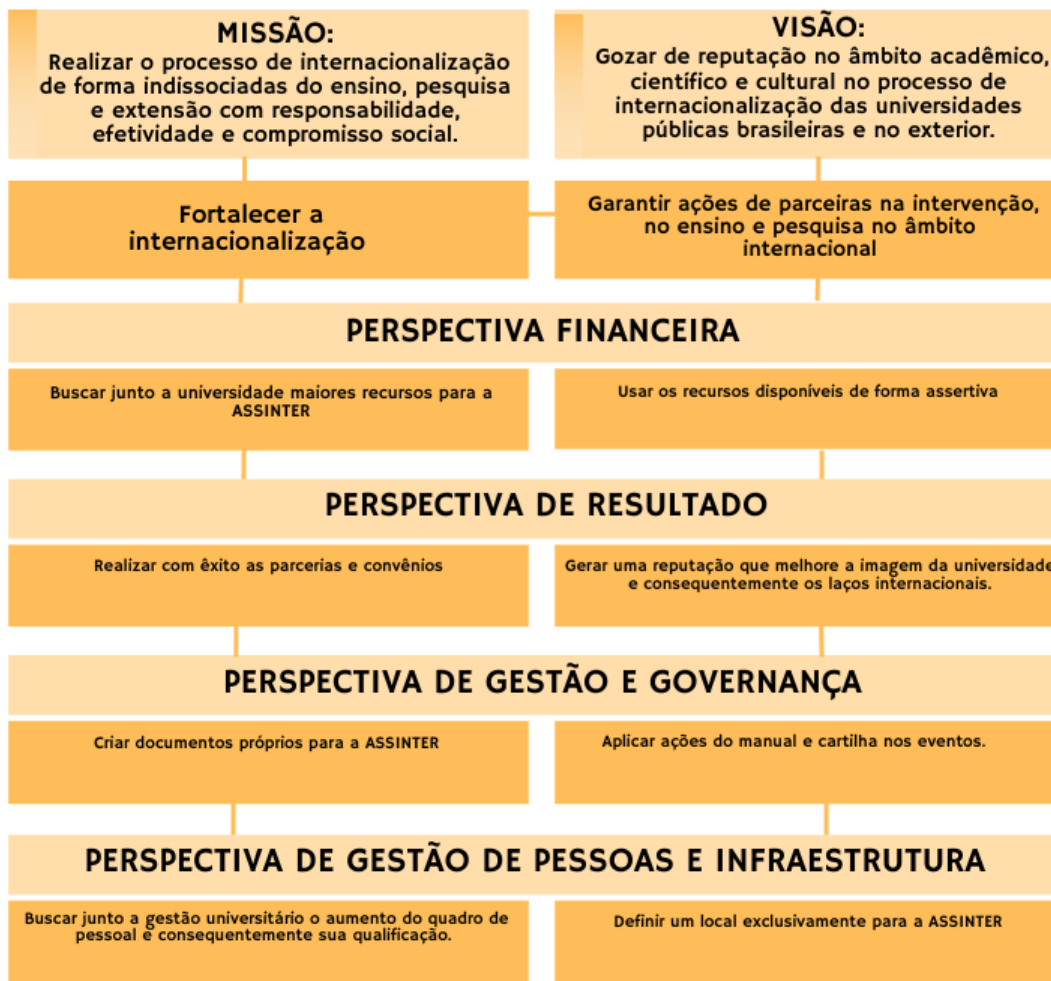 MISSÃO:
Realizar o processo de internacionalização
de forma indissociadas do ensino, pesquisa
e extensão com responsabilidade,
efetividade e compromisso social.
VISÃO:
Gozar de reputação no âmbito acadêmico,
científico e cultural no processo de
internacionalização das universidades
públicas brasileiras e no exterior.
Fortalecer a
internacionalização
Garantir ações de parceiras na intervenção,
no ensino e pesquisa no âmbito
internacional
PERSPECTIVA FINANCEIRA
Buscar junto a universidade maiores recursos para a
ASSINTER
Usar os recursos disponíveis de forma assertiva
PERSPECTIVA DE RESULTADO
Realizar com êxito as parcerias e convênios
Gerar uma reputação que melhore a imagem da universidade
e consequentemente os laços internacionais.
PERSPECTIVA DE GESTÃO E GOVERNANÇA
Criar documentos próprios para a ASSINTER
Aplicar ações do manual e cartilha nos eventos.
PERSPECTIVA DE GESTÃO DE PESSOAS E INFRAESTRUTURA
Buscar junto a gestão universitário o aumento do quadro de
pessoal e consequentemente sua qualificação.
Definir um local exclusivamente para a ASSINTER